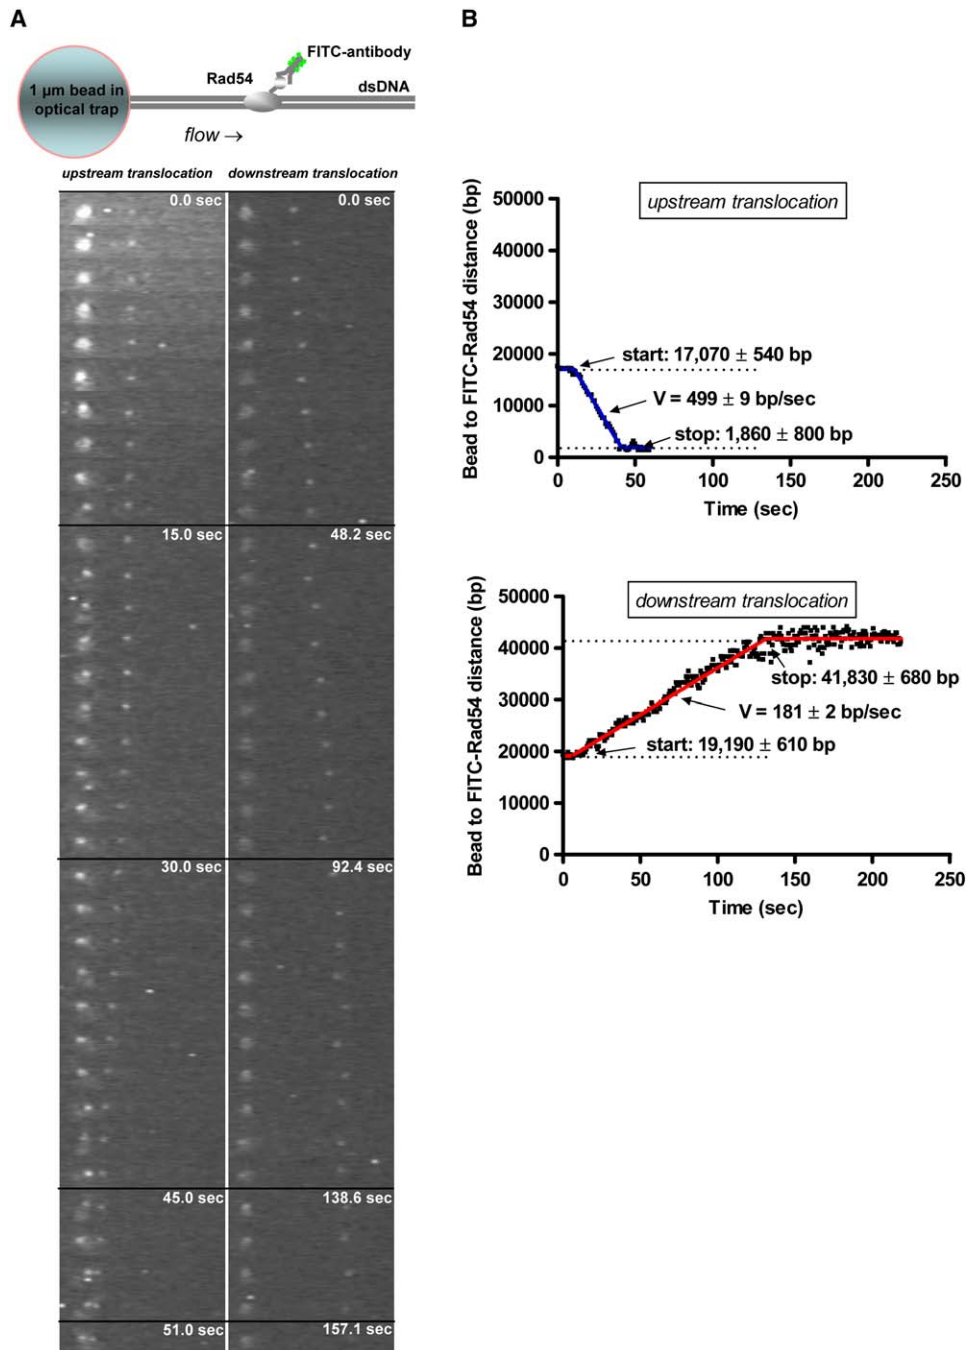 A
FITC-antibody
Rad54
dsDNA
1 µm bead in
optical trap
flow →
upstream translocation
downstream translocation
0.0 sec
0.0 sec
15.0 sec
48.2 sec
30.0 sec
92.4 sec
45.0 sec
138.6 sec
51.0 sec
157.1 sec
B
upstream translocation
Bead to FITC-Rad54 distance (bp)
50000
40000
30000
20000
10000
0
start: 17,070 ± 540 bp
V = 499 ± 9 bp/sec
stop: 1,860 ± 800 bp
0 50 100 150 200 250
Time (sec)
downstream translocation
Bead to FITC-Rad54 distance (bp)
50000
40000
30000
20000
10000
0
stop: 41,830 ± 680 bp
V = 181 ± 2 bp/sec
start: 19,190 ± 610 bp
0 50 100 150 200 250
Time (sec)